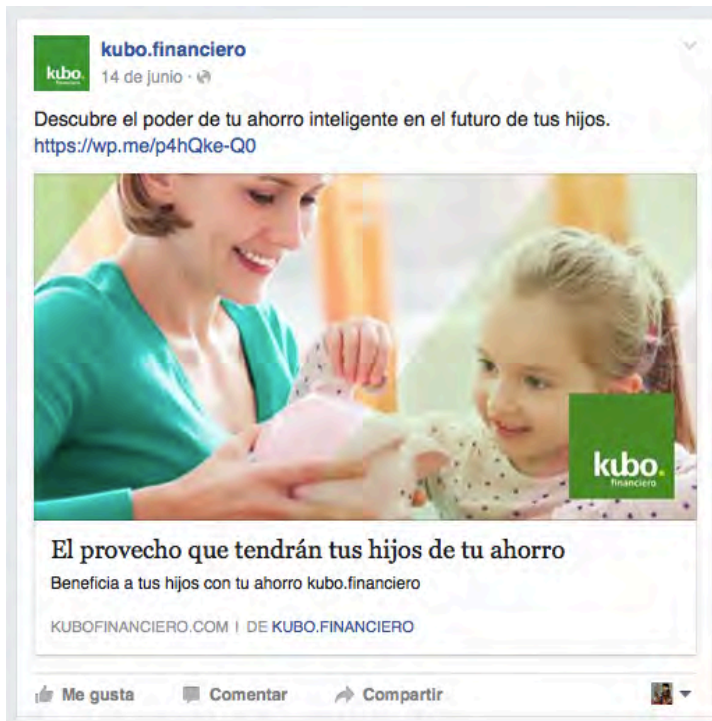 kubo.financiero
kubo.
financiero
14 de junio
Descubre el poder de tu ahorro inteligente en el futuro de tus hijos.
https://wp.me/p4hQke-Q0
kubo.
financiero
El provecho que tendrán tus hijos de tu ahorro
Beneficia a tus hijos con tu ahorro kubo.financiero
KUBOFINANCIERO.COM | DE KUBO.FINANCIERO
Me gusta Comentar Compartir